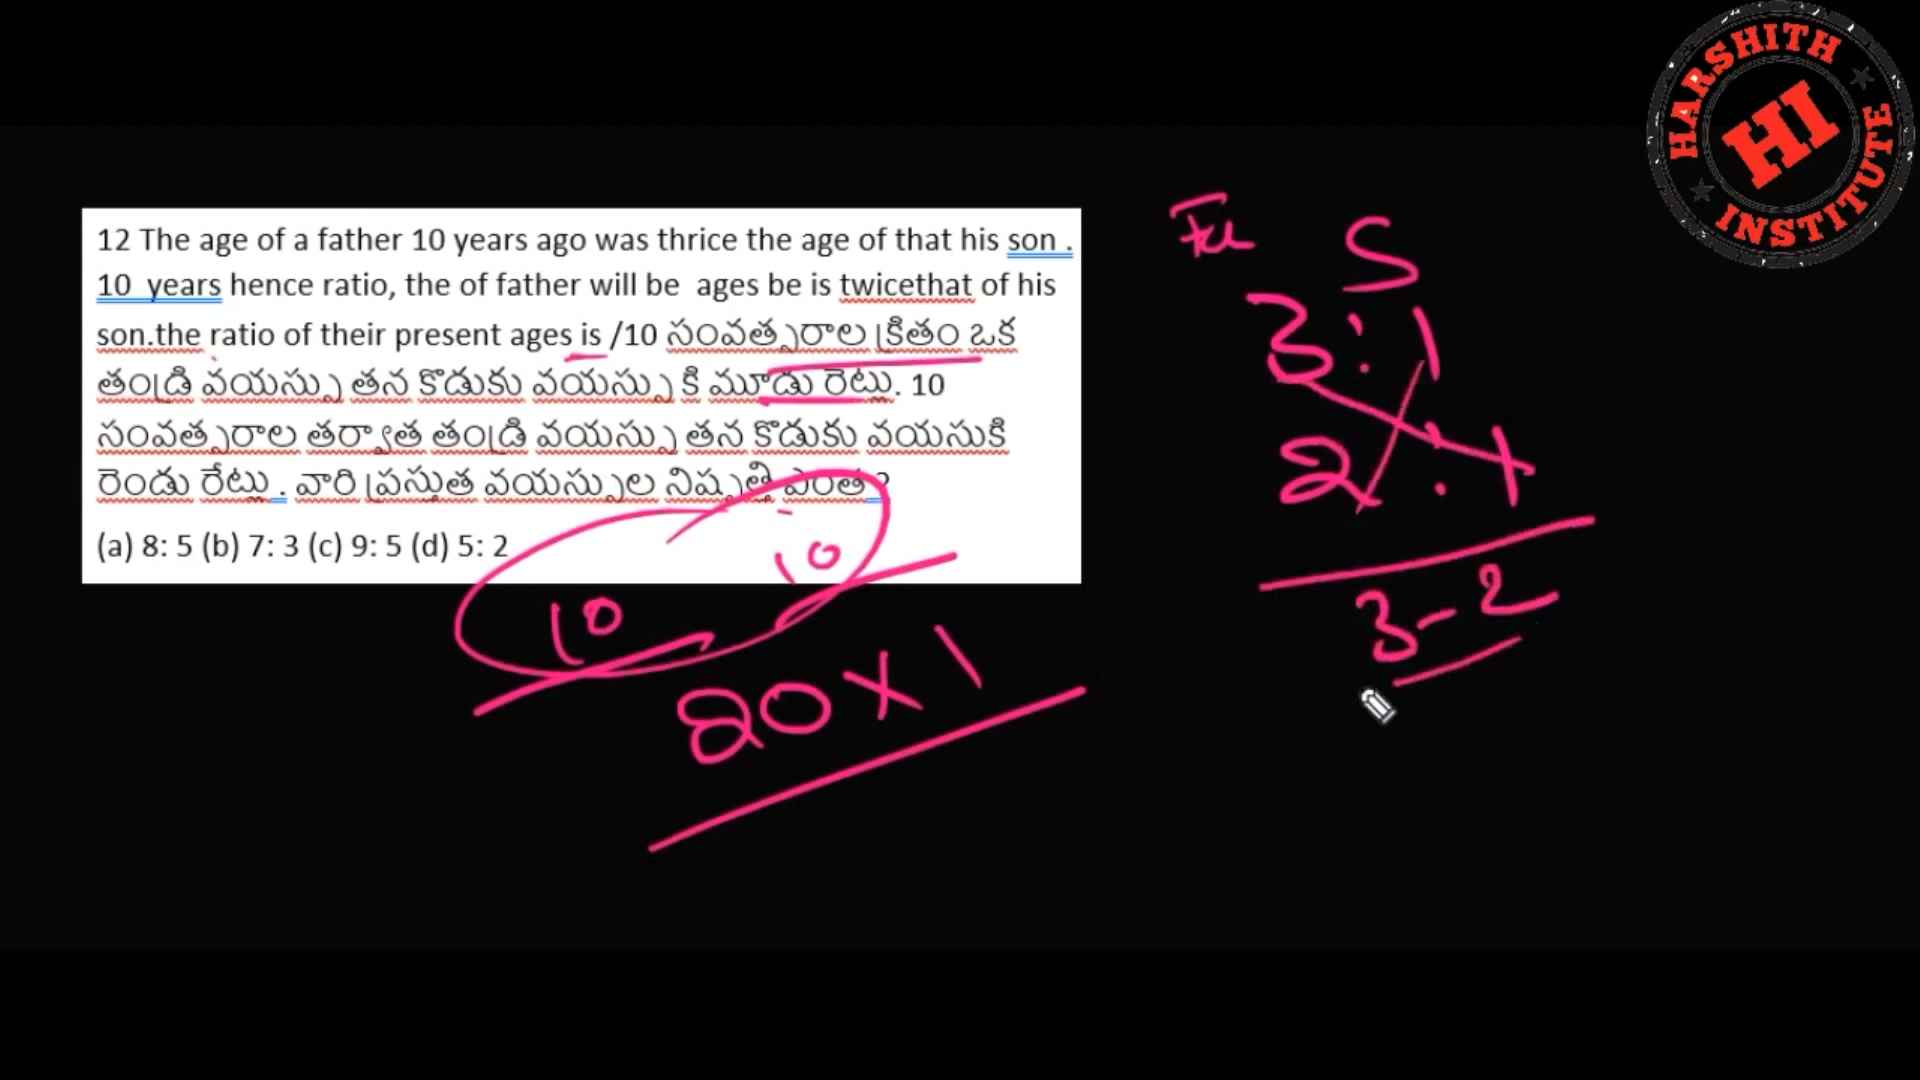 12 The age of a father 10 years ago was thrice the age of that his son .
10 years hence ratio, the of father will be ages be is twicethat of his
son.the ratio of their present ages is /10 సంవత్సరాల క్రితం ఒక
తండ్రి వయస్సు తన కొడుకు వయస్సు కి మూడు రెట్లు. 10
సంవత్సరాల తర్వాత తండ్రి వయస్సు తన కొడుకు వయసుకి
రెండు రేట్లు . వారి ప్రస్తుత వయస్సుల నిష్పత్తి ఎంత ?
(a) 8: 5 (b) 7: 3 (c) 9: 5 (d) 5: 2
10
10
20 x 1
S
3 : 1
2 : 1
3 - 2
HARSHITH
HI
INSTITUTE